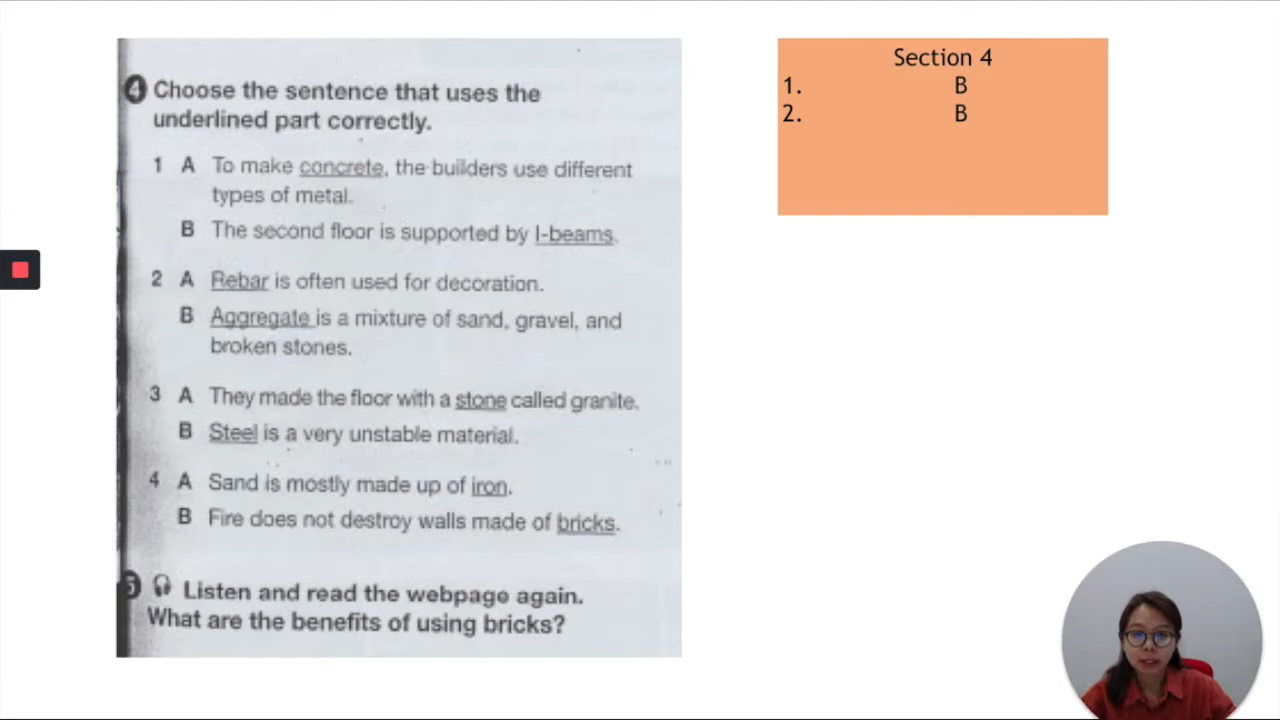 4 Choose the sentence that uses the
underlined part correctly.
1 A To make concrete, the builders use different
types of metal.
B The second floor is supported by I-beams.
2 A Rebar is often used for decoration.
B Aggregate is a mixture of sand, gravel, and
broken stones.
3 A They made the floor with a stone called granite.
B Steel is a very unstable material.
4 A Sand is mostly made up of iron.
B Fire does not destroy walls made of bricks.
5 Listen and read the webpage again.
What are the benefits of using bricks?
Section 4
1. B
2. B